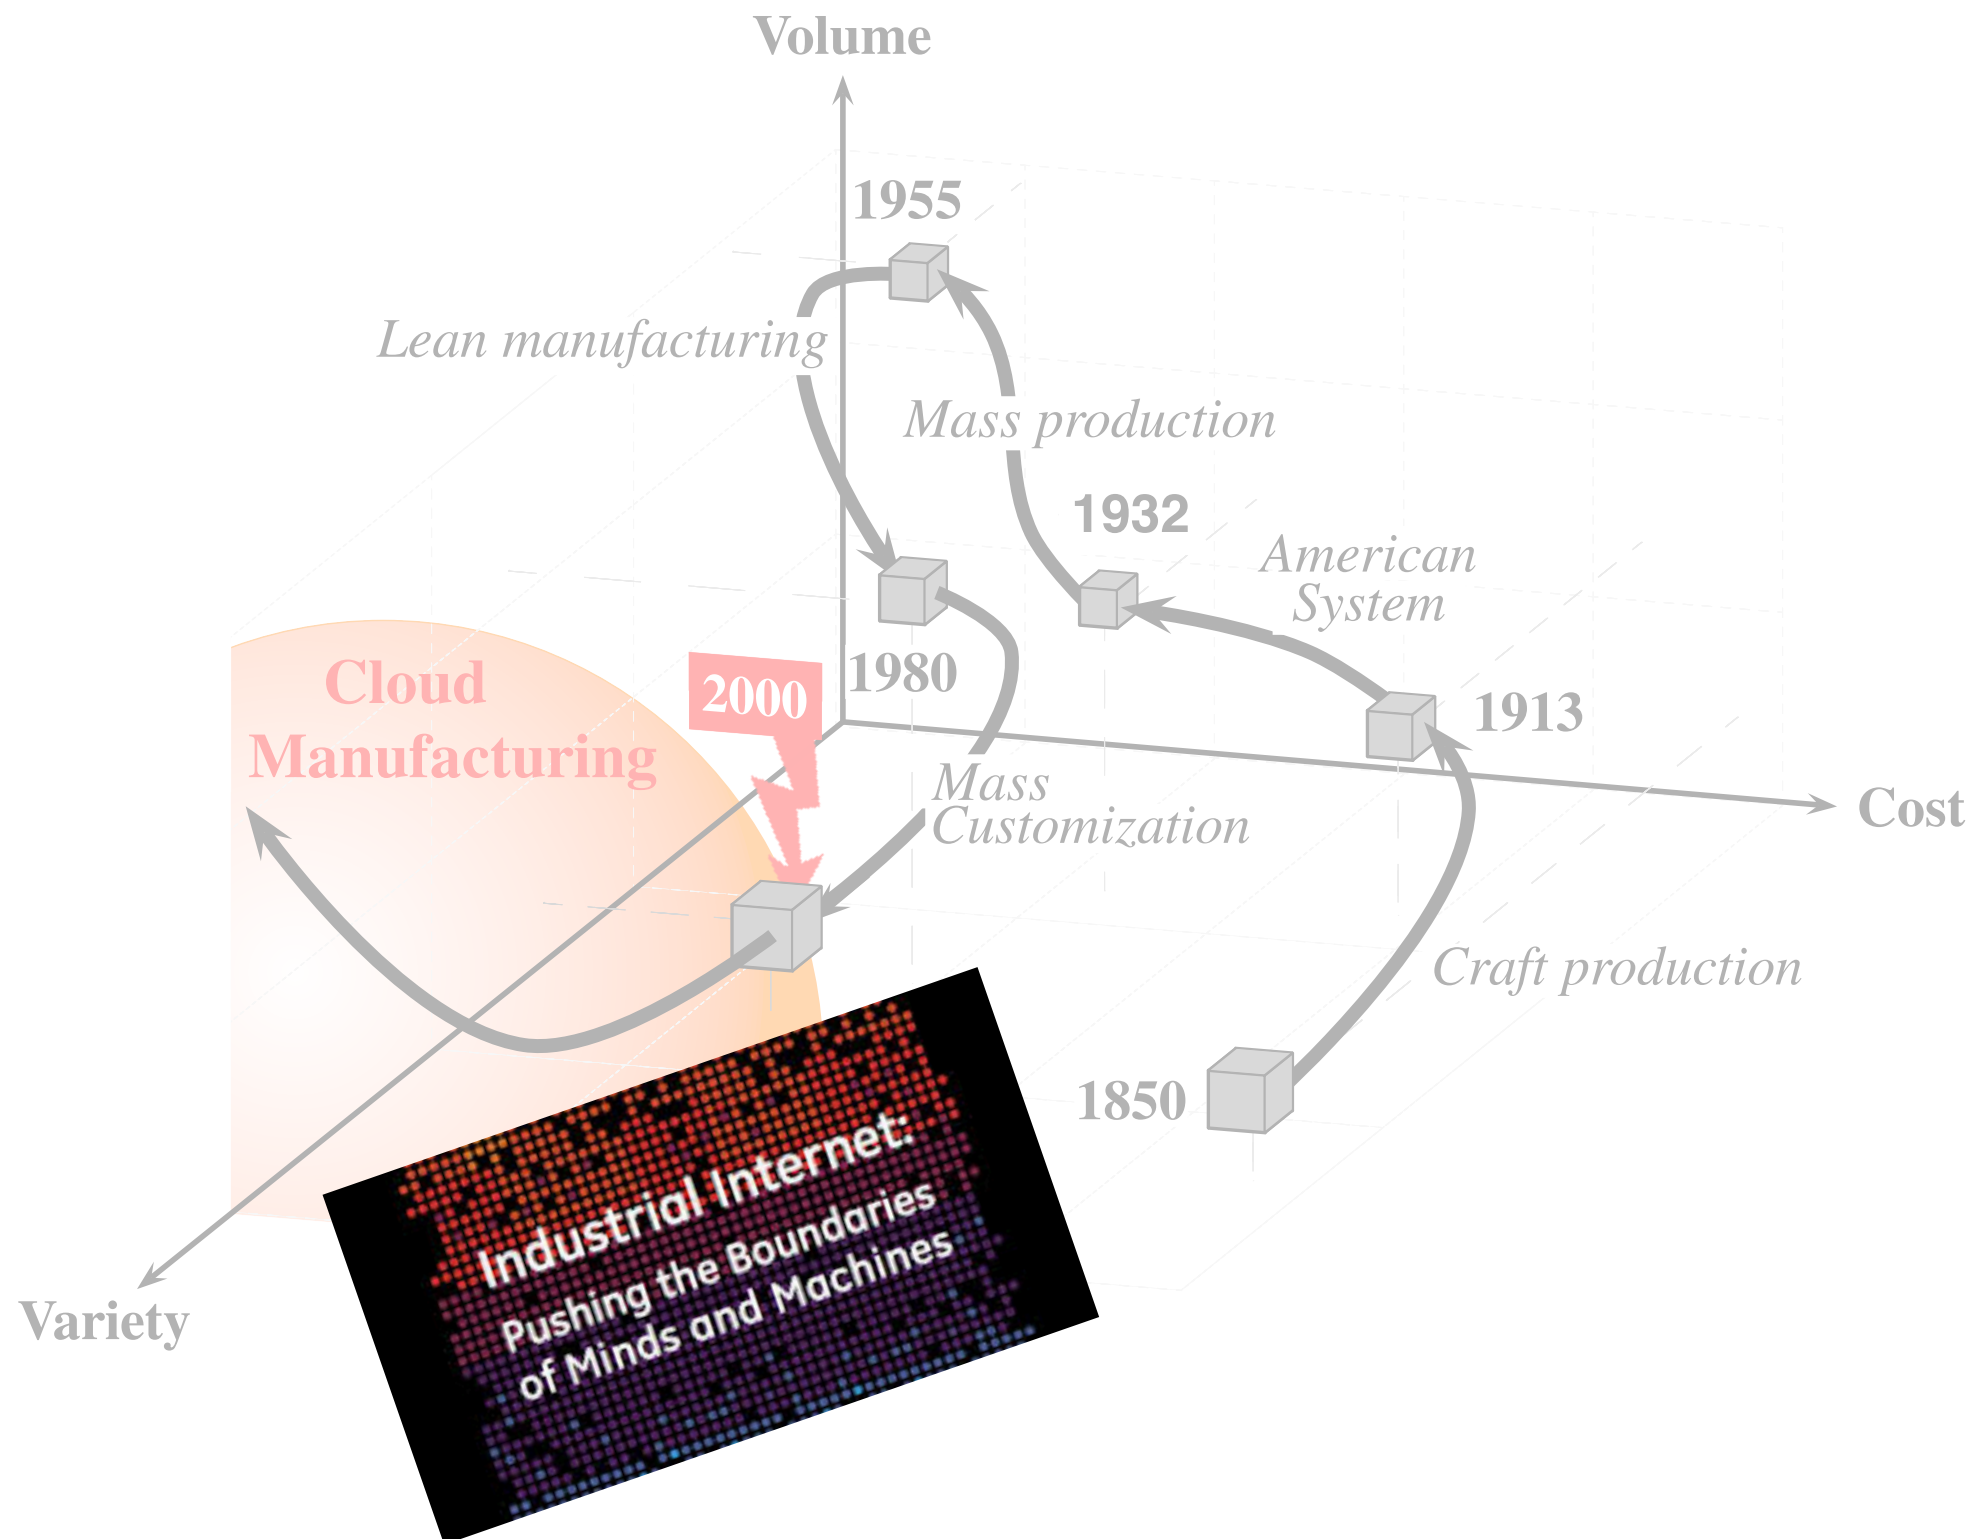 Volume
1955
Lean manufacturing
Mass production
1932
American
System
1980
Cloud
Manufacturing
2000
1913
Mass
Customization
Cost
Craft production
1850
Industrial Internet:
Pushing the Boundaries
of Minds and Machines
Variety